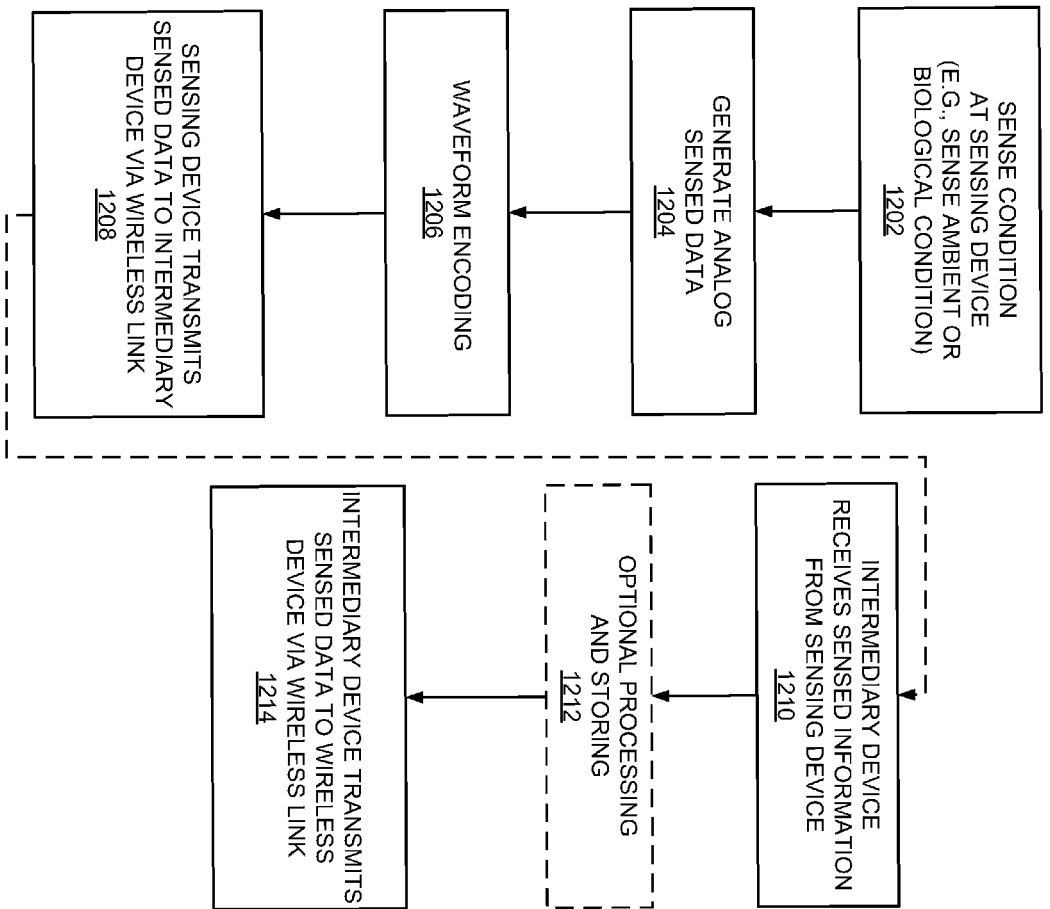 SENSE CONDITION
AT SENSING DEVICE
(E.G., SENSE AMBIENT OR
BIOLOGICAL CONDITION)
1202
GENERATE ANALOG
SENSED DATA
1204
WAVEFORM ENCODING
1206
SENSING DEVICE TRANSMITS
SENSED DATA TO INTERMEDIARY
DEVICE VIA WIRELESS LINK
1208
INTERMEDIARY DEVICE
RECEIVES SENSED INFORMATION
FROM SENSING DEVICE
1210
OPTIONAL PROCESSING
AND STORING
1212
INTERMEDIARY DEVICE TRANSMITS
SENSED DATA TO WIRELESS
DEVICE VIA WIRELESS LINK
1214